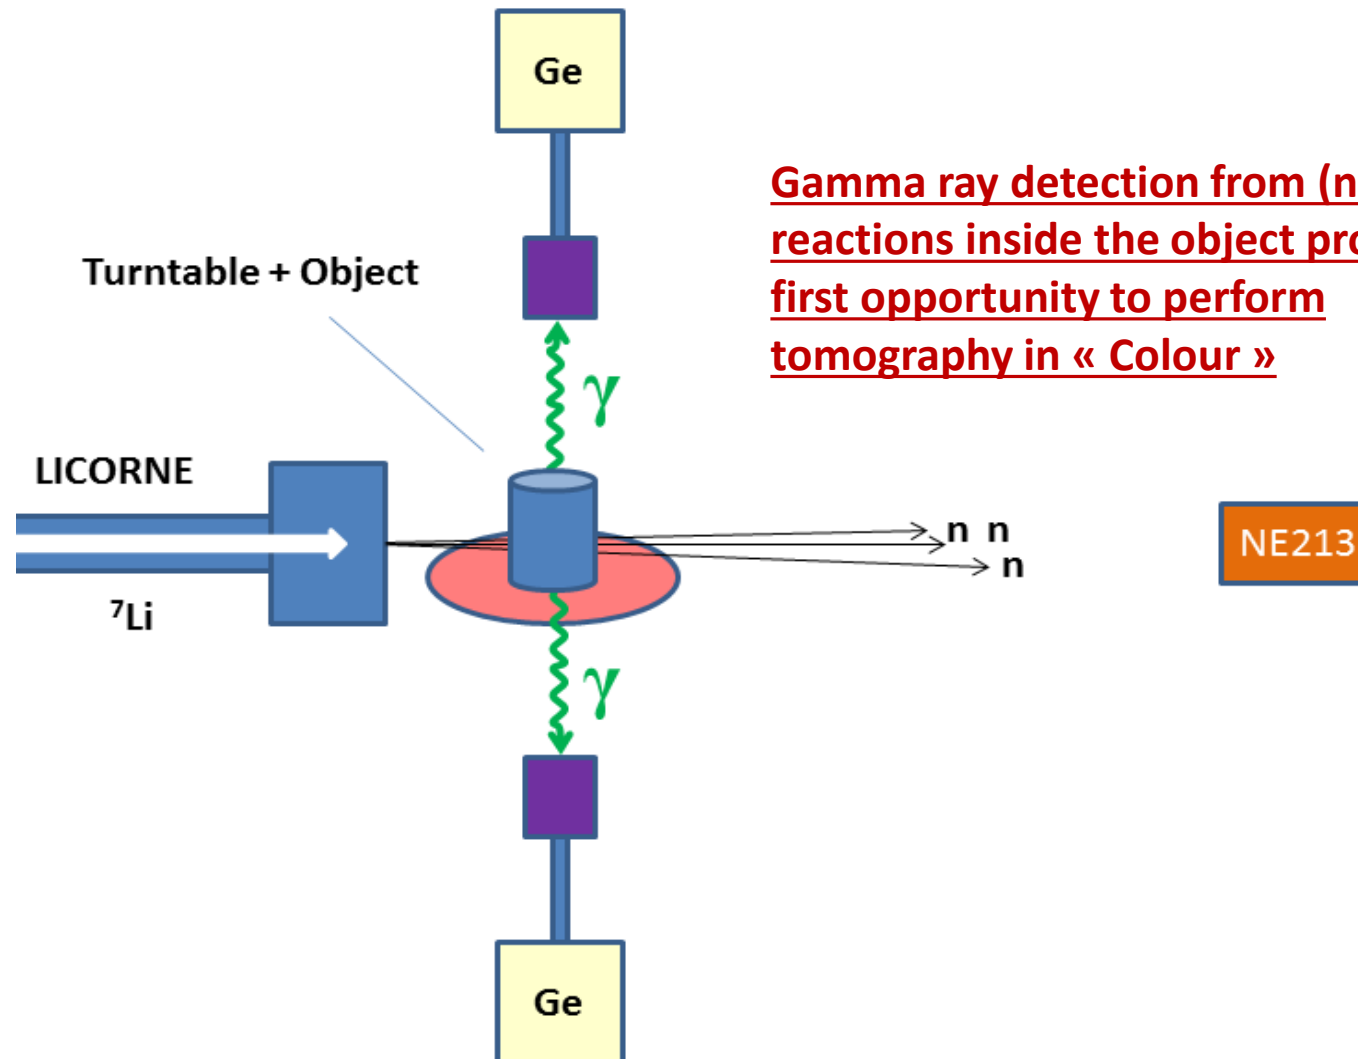 Ge
Gamma ray detection from (n
reactions inside the object pro
first opportunity to perform
tomography in « Colour »
Turntable + Object
γ
LICORNE
n n
n
NE213
⁷Li
γ
Ge